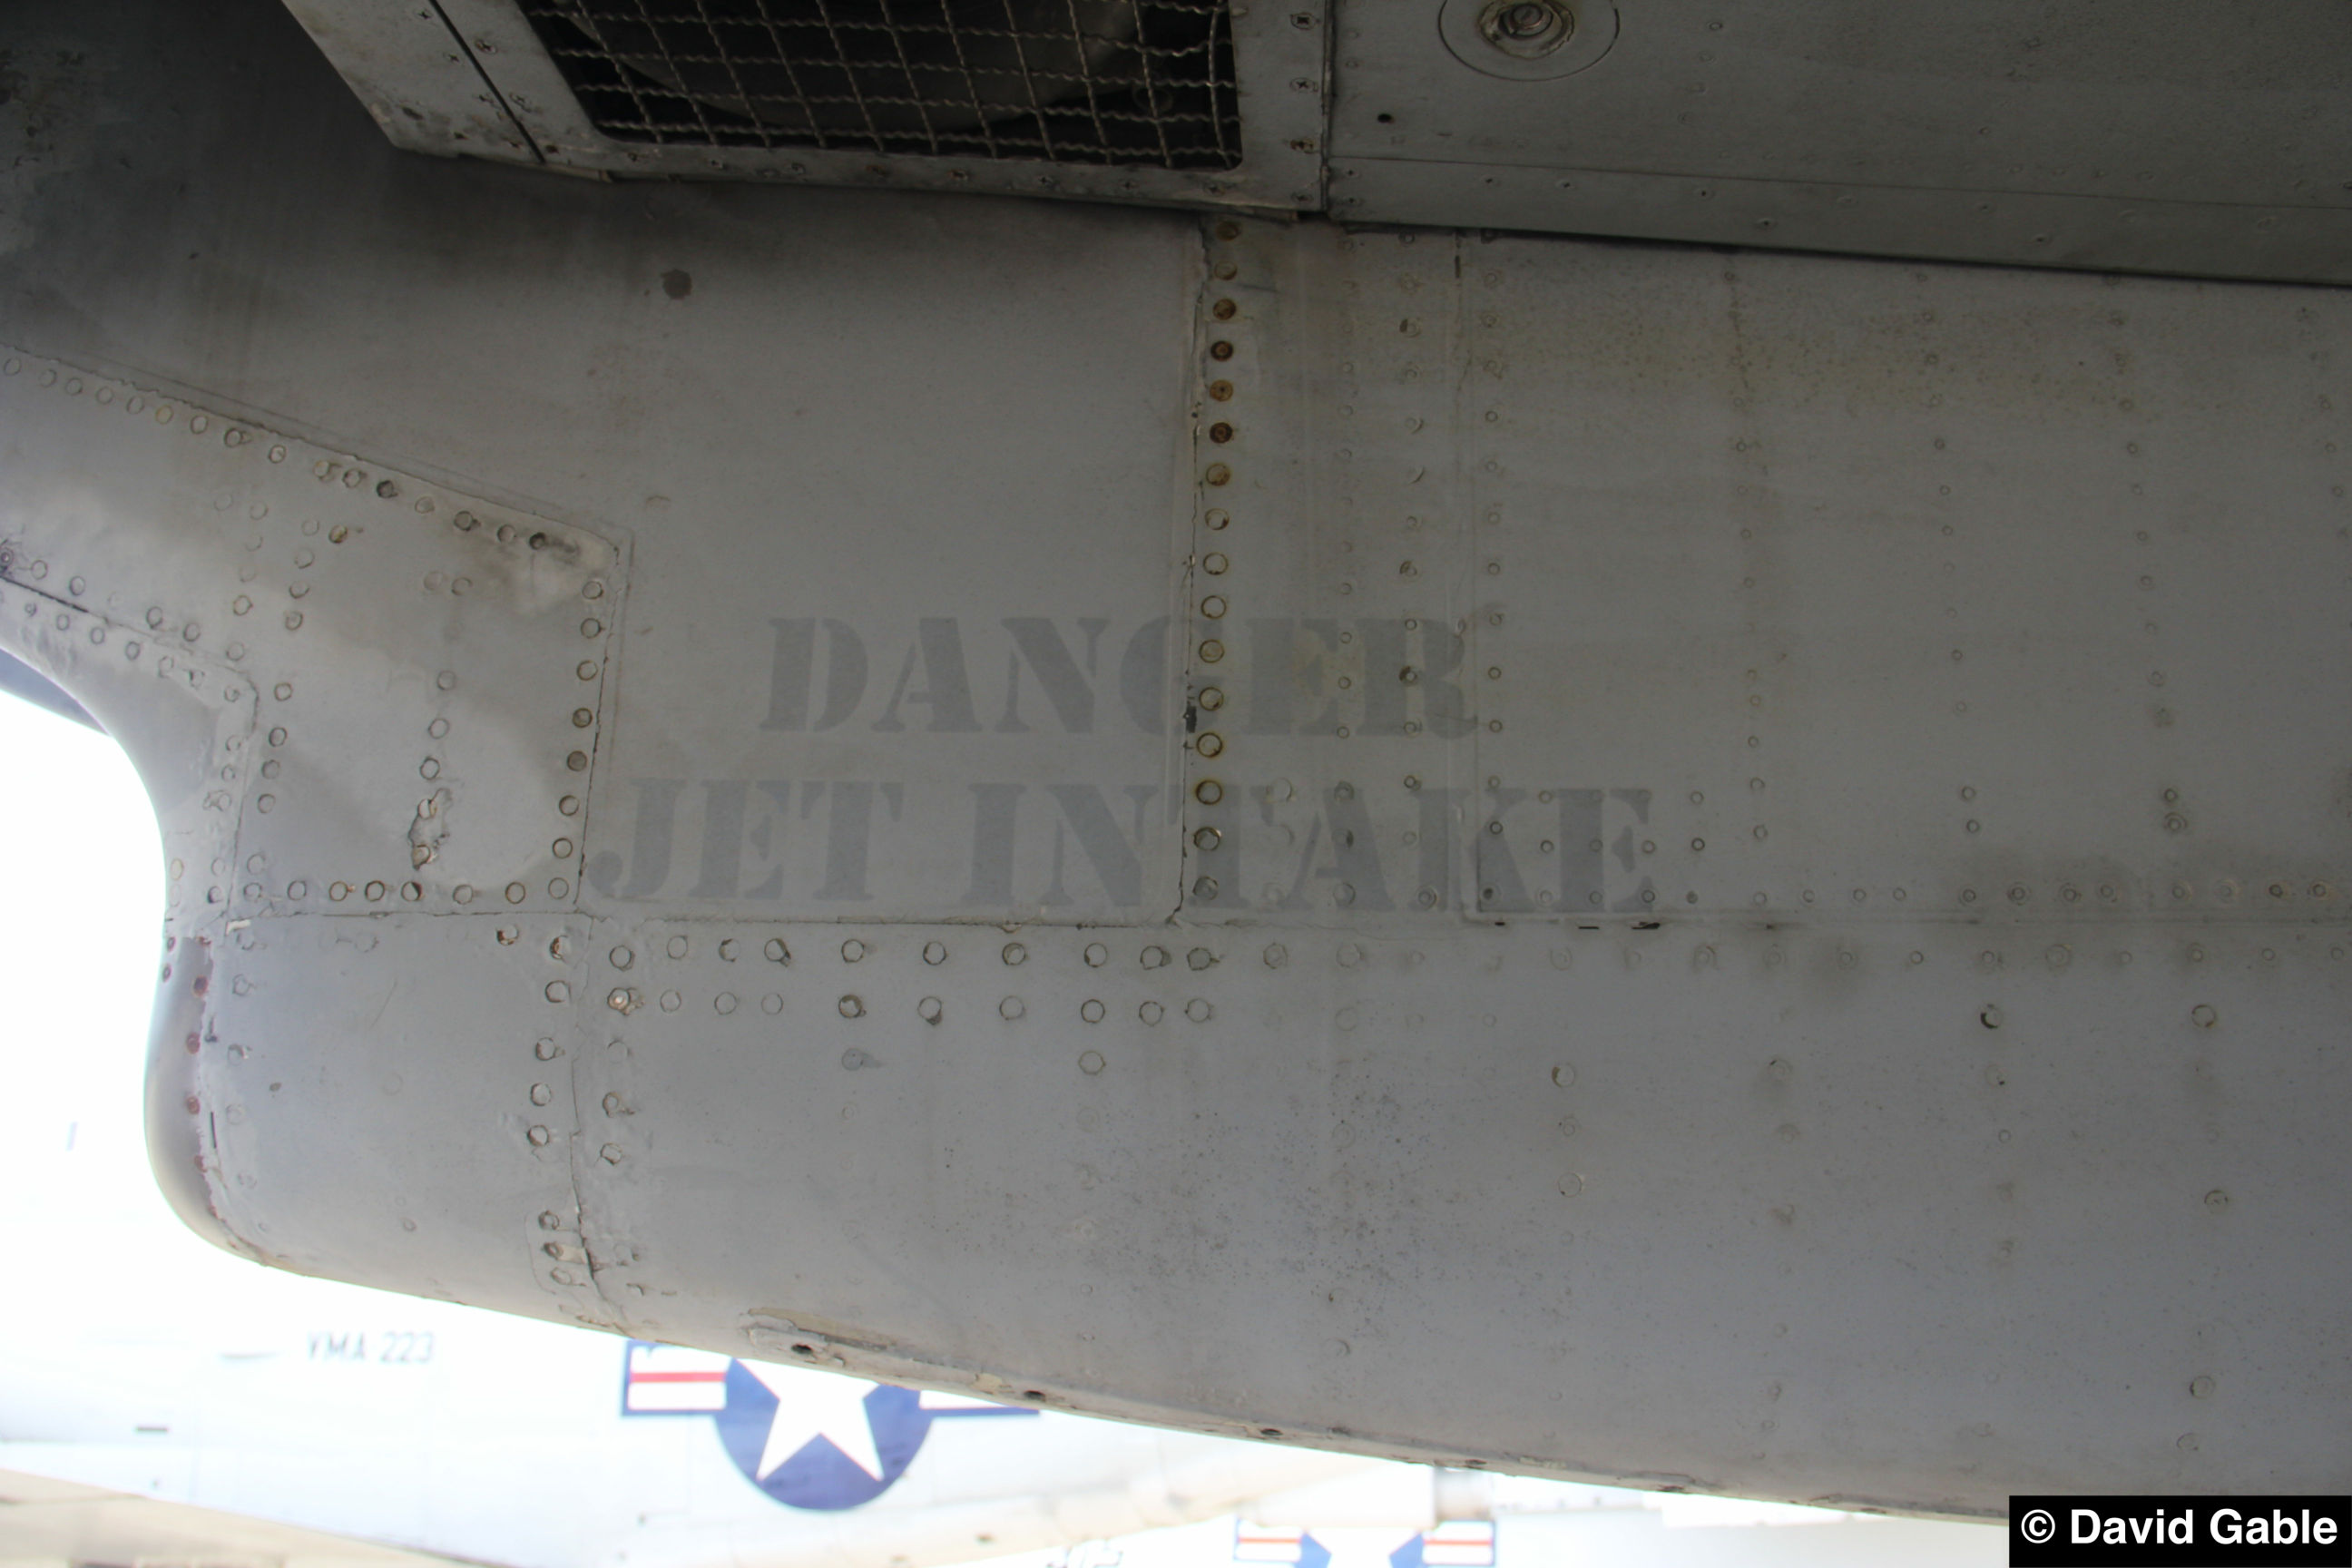 DANGER
JET INTAKE
VMA 223
© David Gable